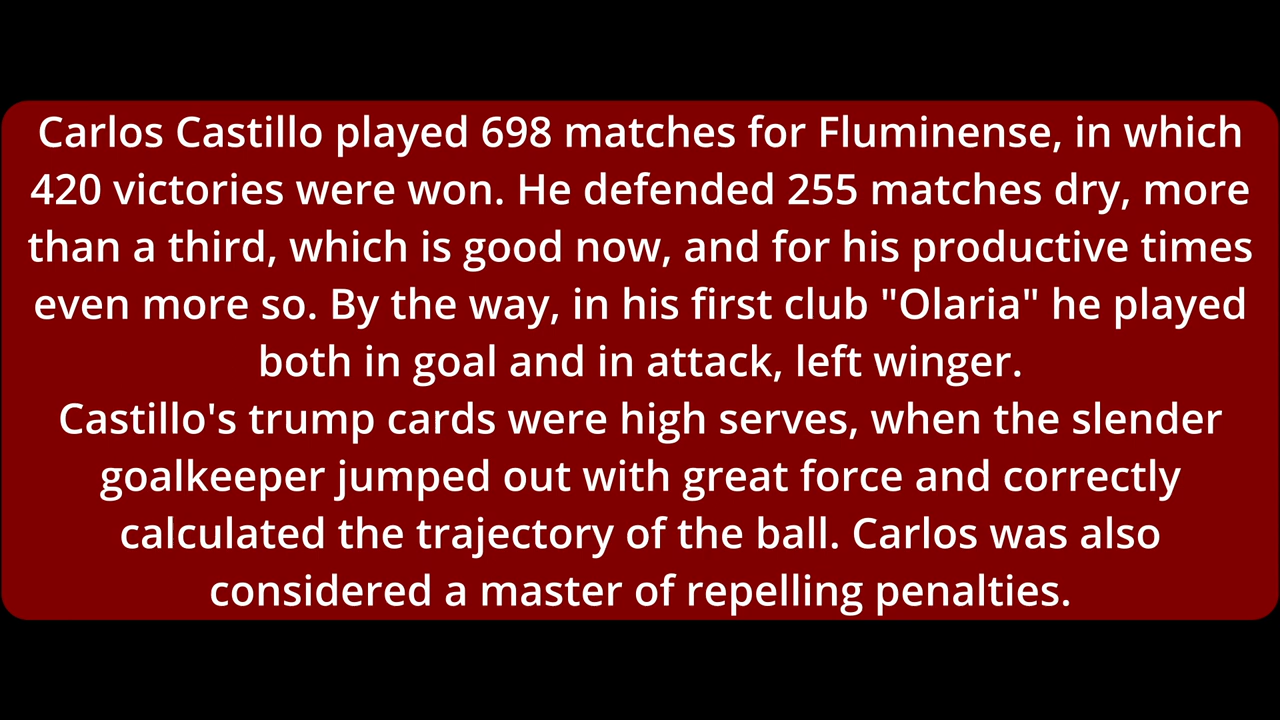 Carlos Castillo played 698 matches for Fluminense, in which
420 victories were won. He defended 255 matches dry, more
than a third, which is good now, and for his productive times
even more so. By the way, in his first club "Olaria" he played
both in goal and in attack, left winger.
Castillo's trump cards were high serves, when the slender
goalkeeper jumped out with great force and correctly
calculated the trajectory of the ball. Carlos was also
considered a master of repelling penalties.